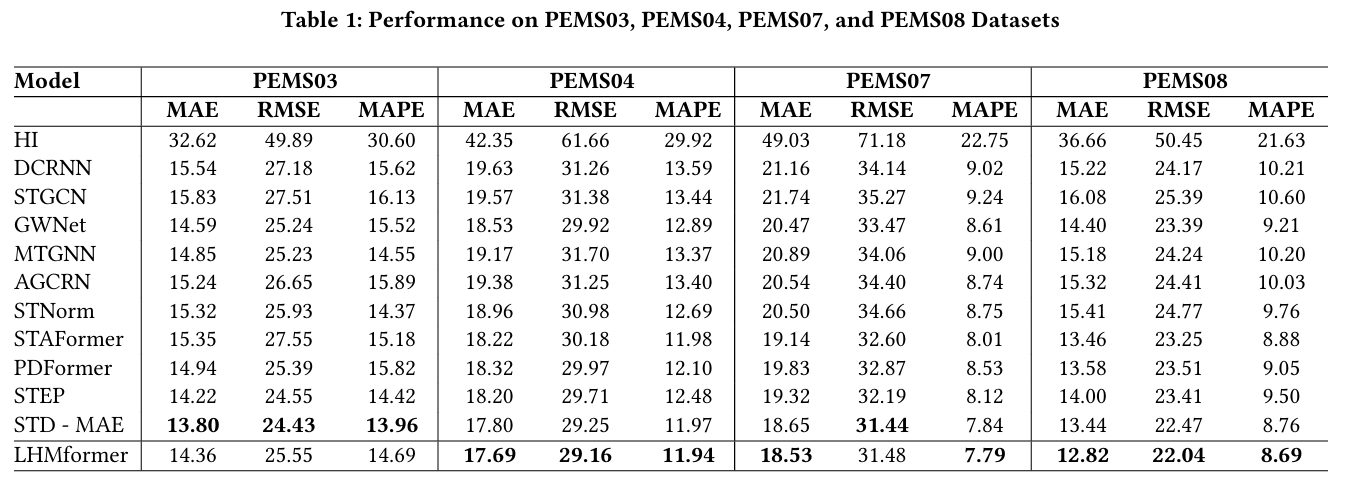 Table 1: Performance on PEMS03, PEMS04, PEMS07, and PEMS08 Datasets
Model PEMS03 PEMS04 PEMS07 PEMS08
MAE RMSE MAPE MAE RMSE MAPE MAE RMSE MAPE MAE RMSE MAPE
HI 32.62 49.89 30.60 42.35 61.66 29.92 49.03 71.18 22.75 36.66 50.45 21.63
DCRNN 15.54 27.18 15.62 19.63 31.26 13.59 21.16 34.14 9.02 15.22 24.17 10.21
STGCN 15.83 27.51 16.13 19.57 31.38 13.44 21.74 35.27 9.24 16.08 25.39 10.60
GWNet 14.59 25.24 15.52 18.53 29.92 12.89 20.47 33.47 8.61 14.40 23.39 9.21
MTGNN 14.85 25.23 14.55 19.17 31.70 13.37 20.89 34.06 9.00 15.18 24.24 10.20
AGCRN 15.24 26.65 15.89 19.38 31.25 13.40 20.54 34.40 8.74 15.32 24.41 10.03
STNorm 15.32 25.93 14.37 18.96 30.98 12.69 20.50 34.66 8.75 15.41 24.77 9.76
STAFormer 15.35 27.55 15.18 18.22 30.18 11.98 19.14 32.60 8.01 13.46 23.25 8.88
PDFormer 14.94 25.39 15.82 18.32 29.97 12.10 19.83 32.87 8.53 13.58 23.51 9.05
STEP 14.22 24.55 14.42 18.20 29.71 12.48 19.32 32.19 8.12 14.00 23.41 9.50
STD - MAE 13.80 24.43 13.96 17.80 29.25 11.97 18.65 31.44 7.84 13.44 22.47 8.76
LHMformer 14.36 25.55 14.69 17.69 29.16 11.94 18.53 31.48 7.79 12.82 22.04 8.69